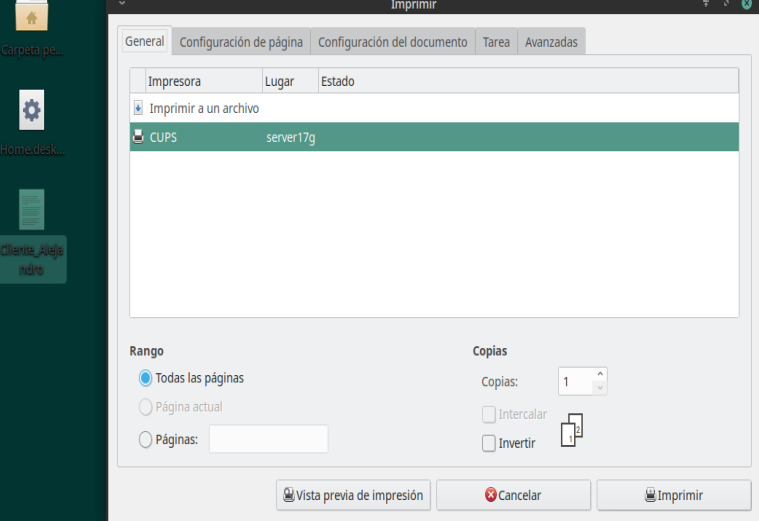 Imprimir
Carpeta pe...
Home.desk...
Cliente_Aleja
ndro
General Configuración de página Configuración del documento Tarea Avanzadas
Impresora Lugar Estado
Imprimir a un archivo
CUPS server17g
Rango
Todas las páginas
Página actual
Páginas:
Copias
Copias: 1
Intercalar
Invertir
1 2
Vista previa de impresión Cancelar Imprimir